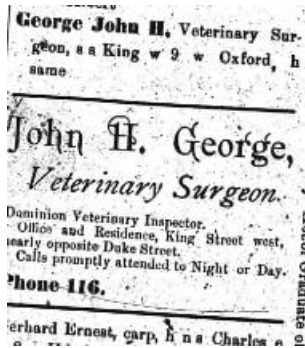 George John H, Veterinary Sur-
geon, s s King w 9 w Oxford, h
same
John H. George,
Veterinary Surgeon.
Dominion Veterinary Inspector.
Office and Residence, King Street west,
nearly opposite Duke Street.
Calls promptly attended to Night or Day.
Phone 116.
erhard Ernest, carp, h n s Charles e